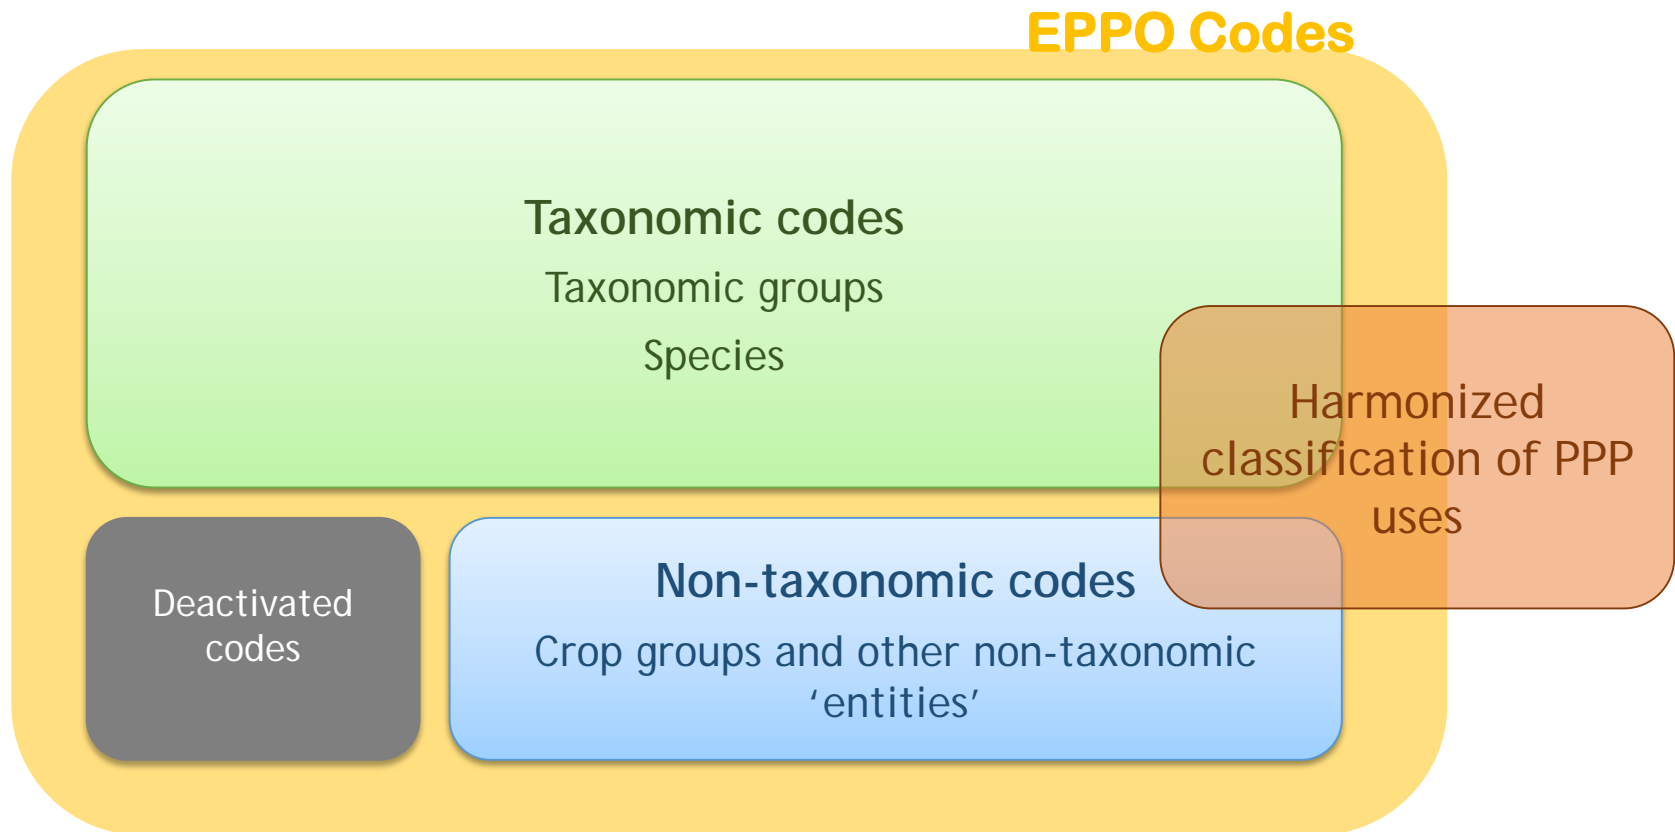 EPPO Codes
Taxonomic codes
Taxonomic groups
Species
Harmonized
classification of PPP
uses
Deactivated
codes
Non-taxonomic codes
Crop groups and other non-taxonomic
‘entities’